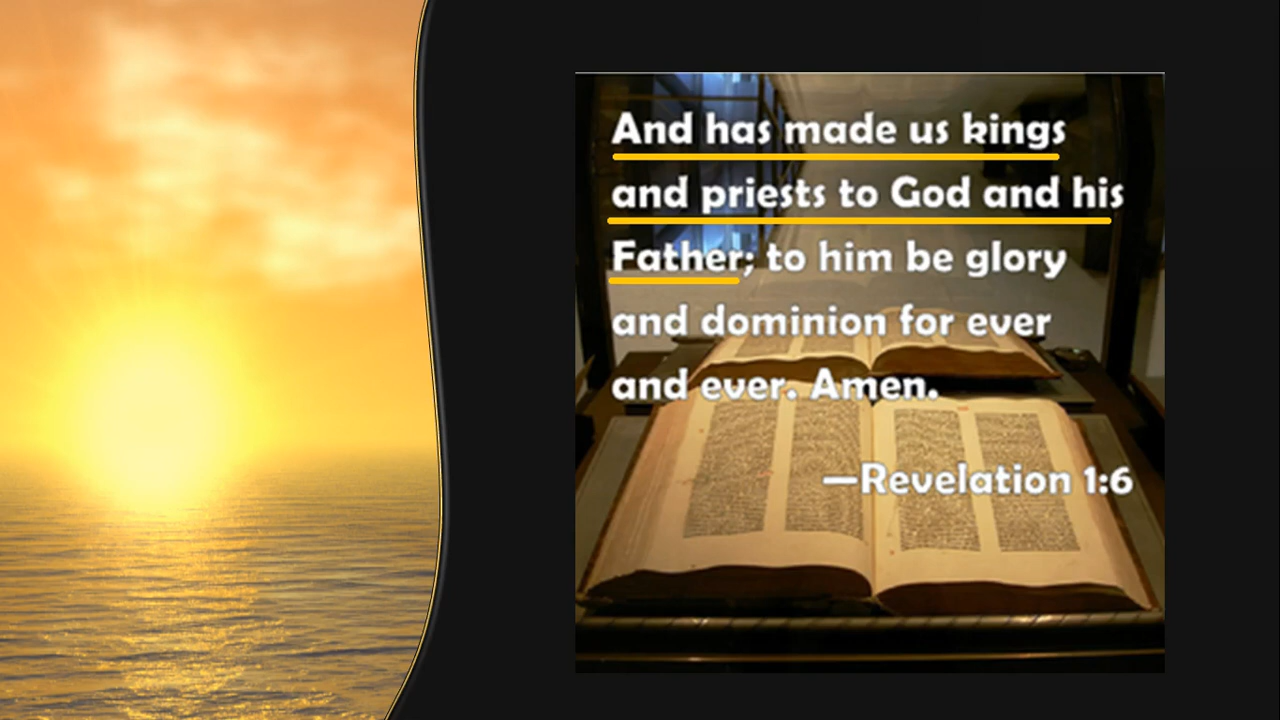 And has made us kings
and priests to God and his
Father; to him be glory
and dominion for ever
and ever. Amen.
—Revelation 1:6